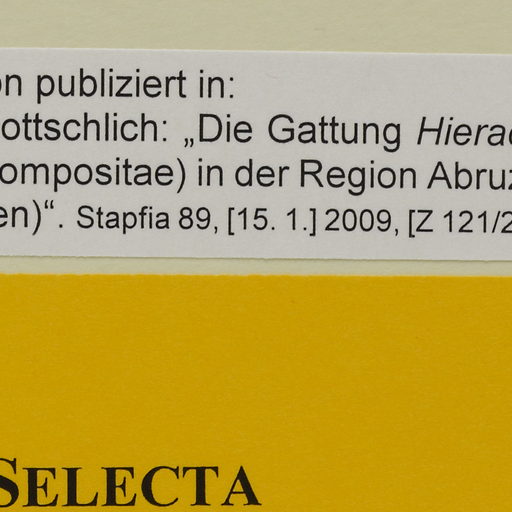 on publiziert in:
ottschlich: „Die Gattung Hierac
ompositae) in der Region Abruz
en)“. Stapfia 89, [15. 1.] 2009, [Z 121/2
SELECTA